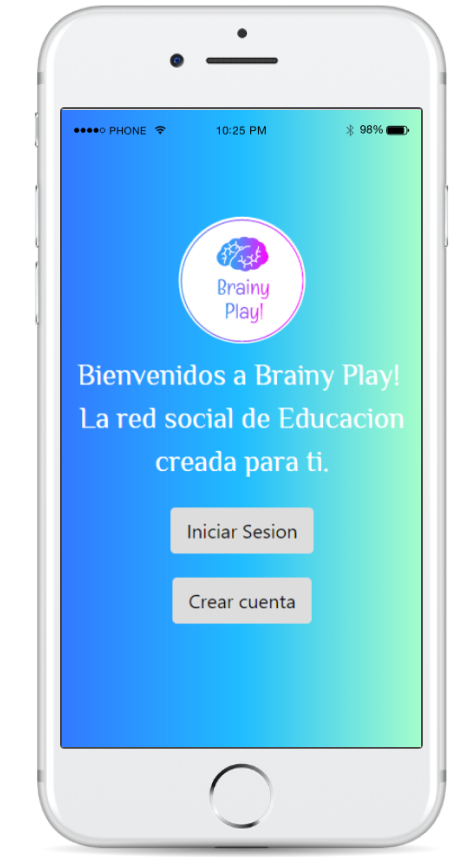 PHONE 10:25 PM 98%
Brainy
Play!
Bienvenidos a Brainy Play!
La red social de Educacion
creada para ti.
Iniciar Sesion
Crear cuenta